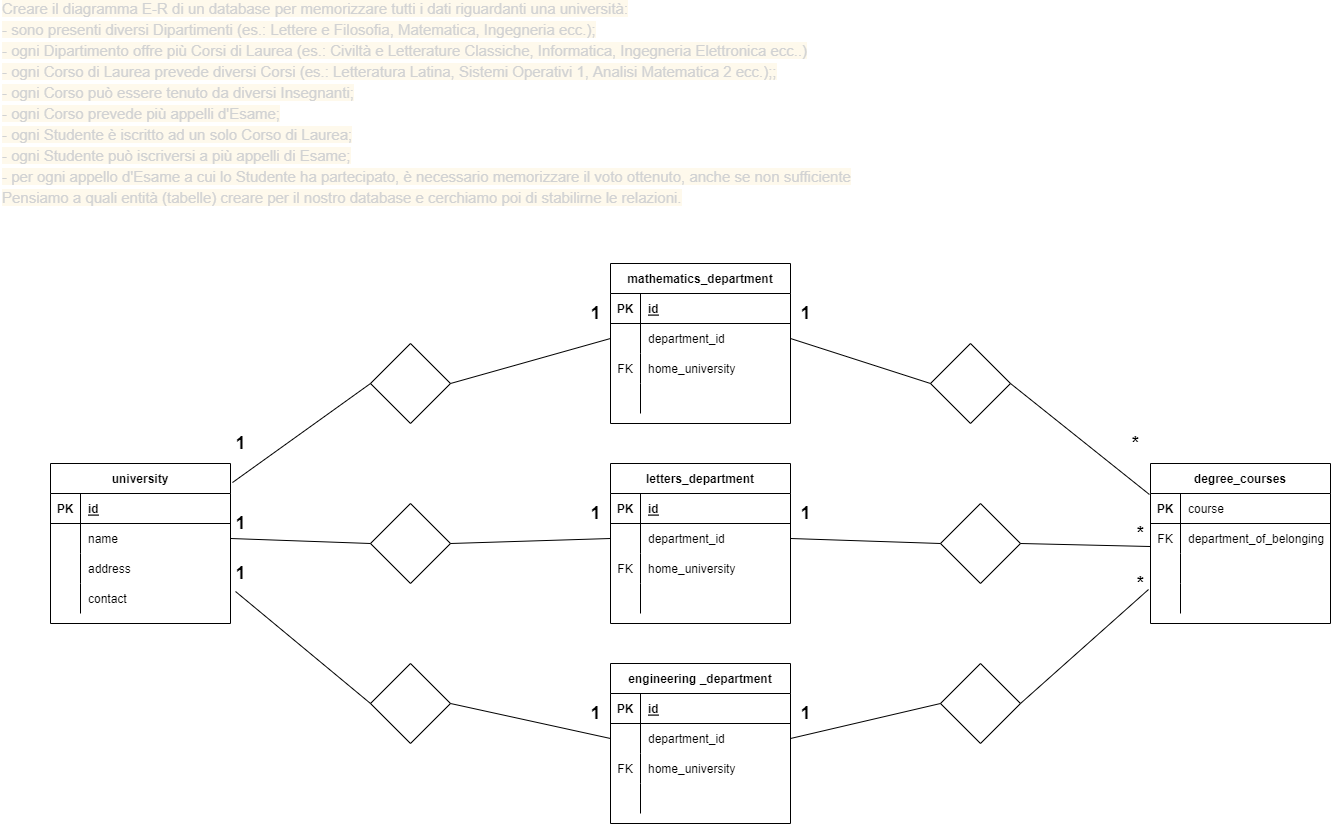 Creare il diagramma E-R di un database per memorizzare tutti i dati riguardanti una università:
- sono presenti diversi Dipartimenti (es.: Lettere e Filosofia, Matematica, Ingegneria ecc.);
- ogni Dipartimento offre più Corsi di Laurea (es.: Civiltà e Letterature Classiche, Informatica, Ingegneria Elettronica ecc..)
- ogni Corso di Laurea prevede diversi Corsi (es.: Letteratura Latina, Sistemi Operativi 1, Analisi Matematica 2 ecc.);;
- ogni Corso può essere tenuto da diversi Insegnanti;
- ogni Corso prevede più appelli d'Esame;
- ogni Studente è iscritto ad un solo Corso di Laurea;
- ogni Studente può iscriversi a più appelli di Esame;
- per ogni appello d'Esame a cui lo Studente ha partecipato, è necessario memorizzare il voto ottenuto, anche se non sufficiente
Pensiamo a quali entità (tabelle) creare per il nostro database e cerchiamo poi di stabilirne le relazioni.
mathematics_department
1 PK id 1
department_id
FK home_university
1
*
university
PK id
1
name
address
1
contact
letters_department
1 PK id 1
department_id
FK home_university
degree_courses
PK course
*
FK department_of_belonging
*
engineering _department
1 PK id 1
department_id
FK home_university